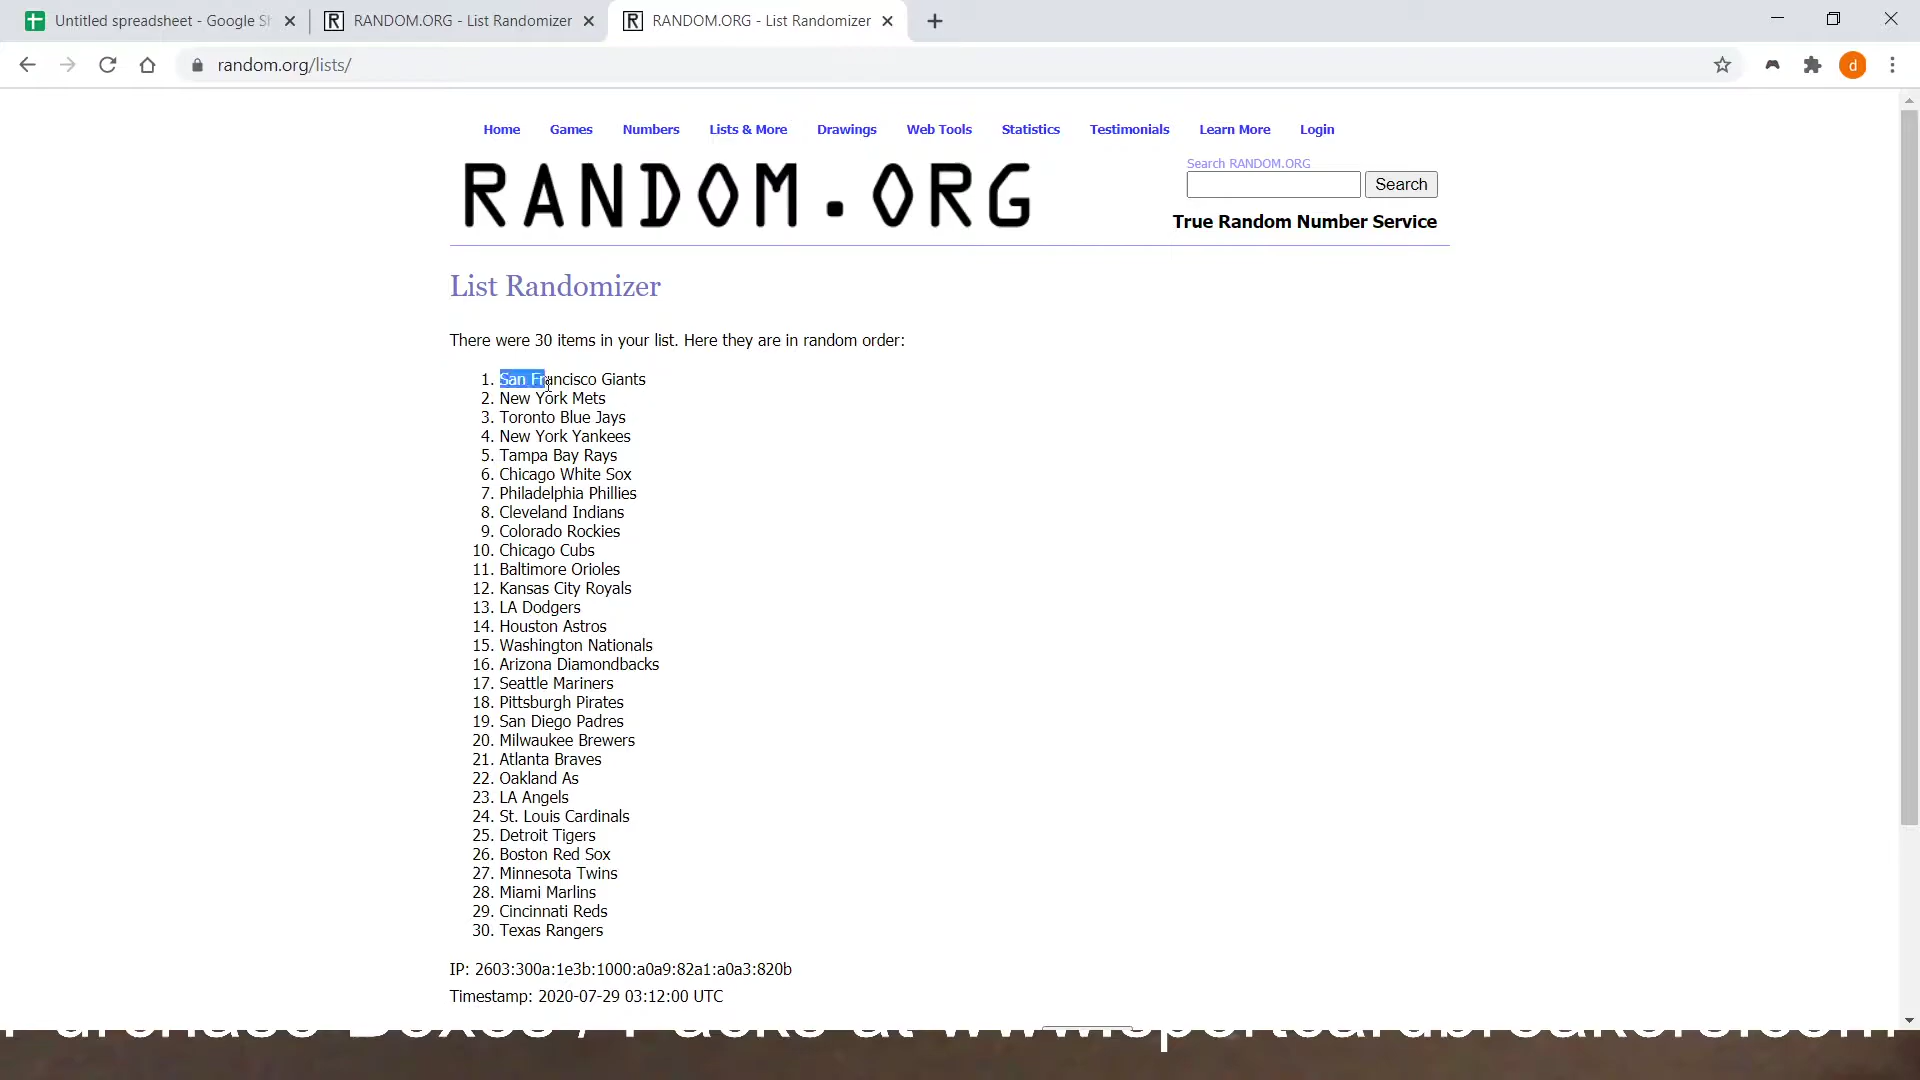 Untitled spreadsheet - Google Sh
RANDOM.ORG - List Randomizer
RANDOM.ORG - List Randomizer
random.org/lists/
d
Home Games Numbers Lists & More Drawings Web Tools Statistics Testimonials Learn More Login
RANDOM.ORG
Search RANDOM.ORG
Search
True Random Number Service
List Randomizer
There were 30 items in your list. Here they are in random order:
1. San Francisco Giants
2. New York Mets
3. Toronto Blue Jays
4. New York Yankees
5. Tampa Bay Rays
6. Chicago White Sox
7. Philadelphia Phillies
8. Cleveland Indians
9. Colorado Rockies
10. Chicago Cubs
11. Baltimore Orioles
12. Kansas City Royals
13. LA Dodgers
14. Houston Astros
15. Washington Nationals
16. Arizona Diamondbacks
17. Seattle Mariners
18. Pittsburgh Pirates
19. San Diego Padres
20. Milwaukee Brewers
21. Atlanta Braves
22. Oakland As
23. LA Angels
24. St. Louis Cardinals
25. Detroit Tigers
26. Boston Red Sox
27. Minnesota Twins
28. Miami Marlins
29. Cincinnati Reds
30. Texas Rangers
IP: 2603:300a:1e3b:1000:a0a9:82a1:a0a3:820b
Timestamp: 2020-07-29 03:12:00 UTC
Purchase Boxes / Packs at www.sportcardbreakers.com